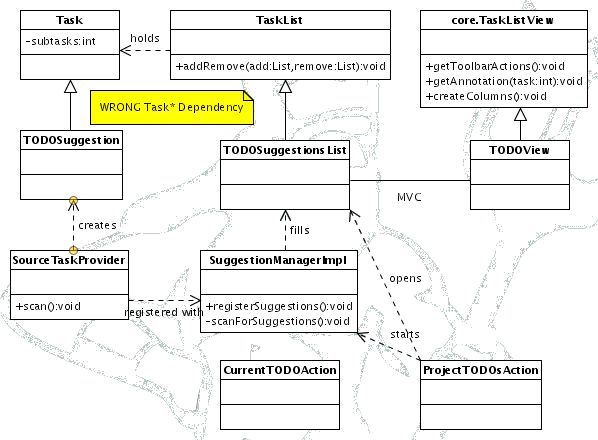 Task
-subtasks:int
holds
TaskList
+addRemove(add:List,remove:List):void
core.TaskListView
+getToolbarActions():void
+getAnnotation(task:int):void
+createColumns():void
WRONG Task* Dependency
TODOSuggestion
TODOSuggestionsList
TODOView
MVC
creates
fills
SourceTaskProvider
+scan():void
registered with
SuggestionManagerImpl
+registerSuggestions():void
-scanForSuggestions():void
opens
starts
CurrentTODOAction
ProjectTODOsAction